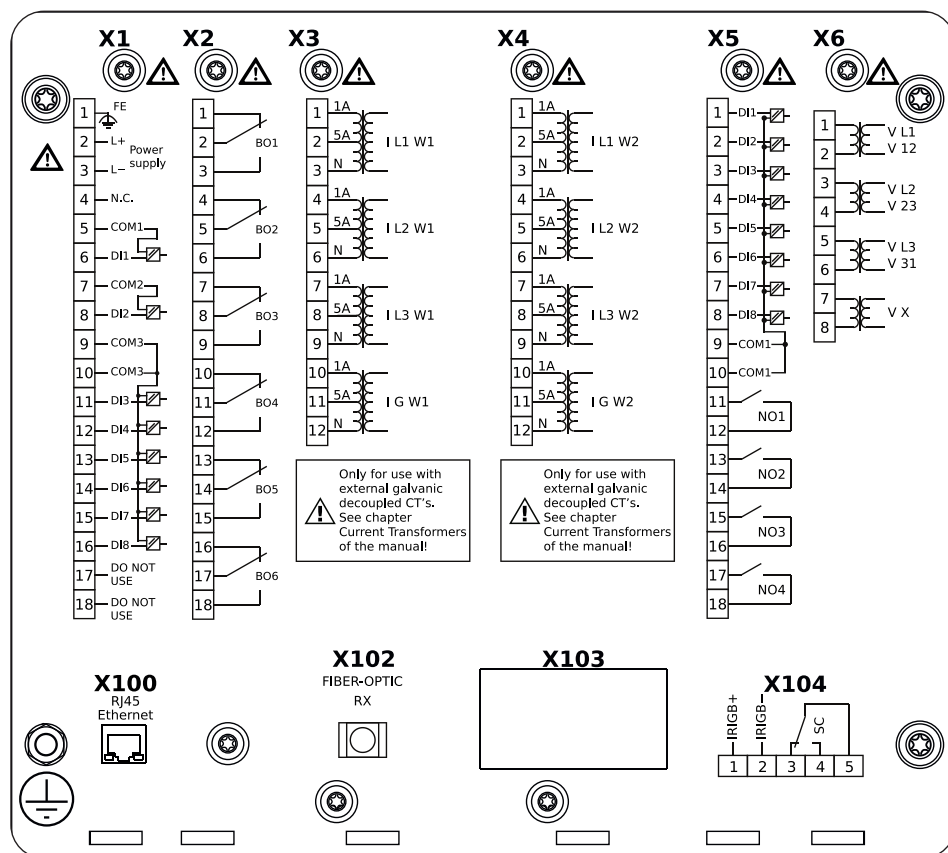 X1
X2
X3
X4
X5
X6
1 FE
2 L+
Power
supply
3 L−
4 N.C.
5 COM1
6 DI1
7 COM2
8 DI2
9 COM3
10 COM3
11 DI3
12 DI4
13 DI5
14 DI6
15 DI7
16 DI8
17 DO NOT
USE
18 DO NOT
USE
1
2 BO1
3
4
5 BO2
6
7
8 BO3
9
10
11 BO4
12
13
14 BO5
15
16
17 BO6
18
1 1A
2 5A I L1 W1
3 N
4 1A
5 5A I L2 W1
6 N
7 1A
8 5A I L3 W1
9 N
10 1A
11 5A I G W1
12 N
Only for use with
external galvanic
decoupled CT's.
See chapter
Current Transformers
of the manual!
1 1A
2 5A I L1 W2
3 N
4 1A
5 5A I L2 W2
6 N
7 1A
8 5A I L3 W2
9 N
10 1A
11 5A I G W2
12 N
Only for use with
external galvanic
decoupled CT's.
See chapter
Current Transformers
of the manual!
1 DI1
2 DI2
3 DI3
4 DI4
5 DI5
6 DI6
7 DI7
8 DI8
9 COM1
10 COM1
11
NO1
12
13
NO2
14
15
NO3
16
17
NO4
18
1 V L1
2 V 12
3 V L2
4 V 23
5 V L3
6 V 31
7 V X
8
X100
RJ45
Ethernet
X102
FIBER-OPTIC
RX
X103
X104
IRIGB+
IRIGB−
SC
1 2 3 4 5